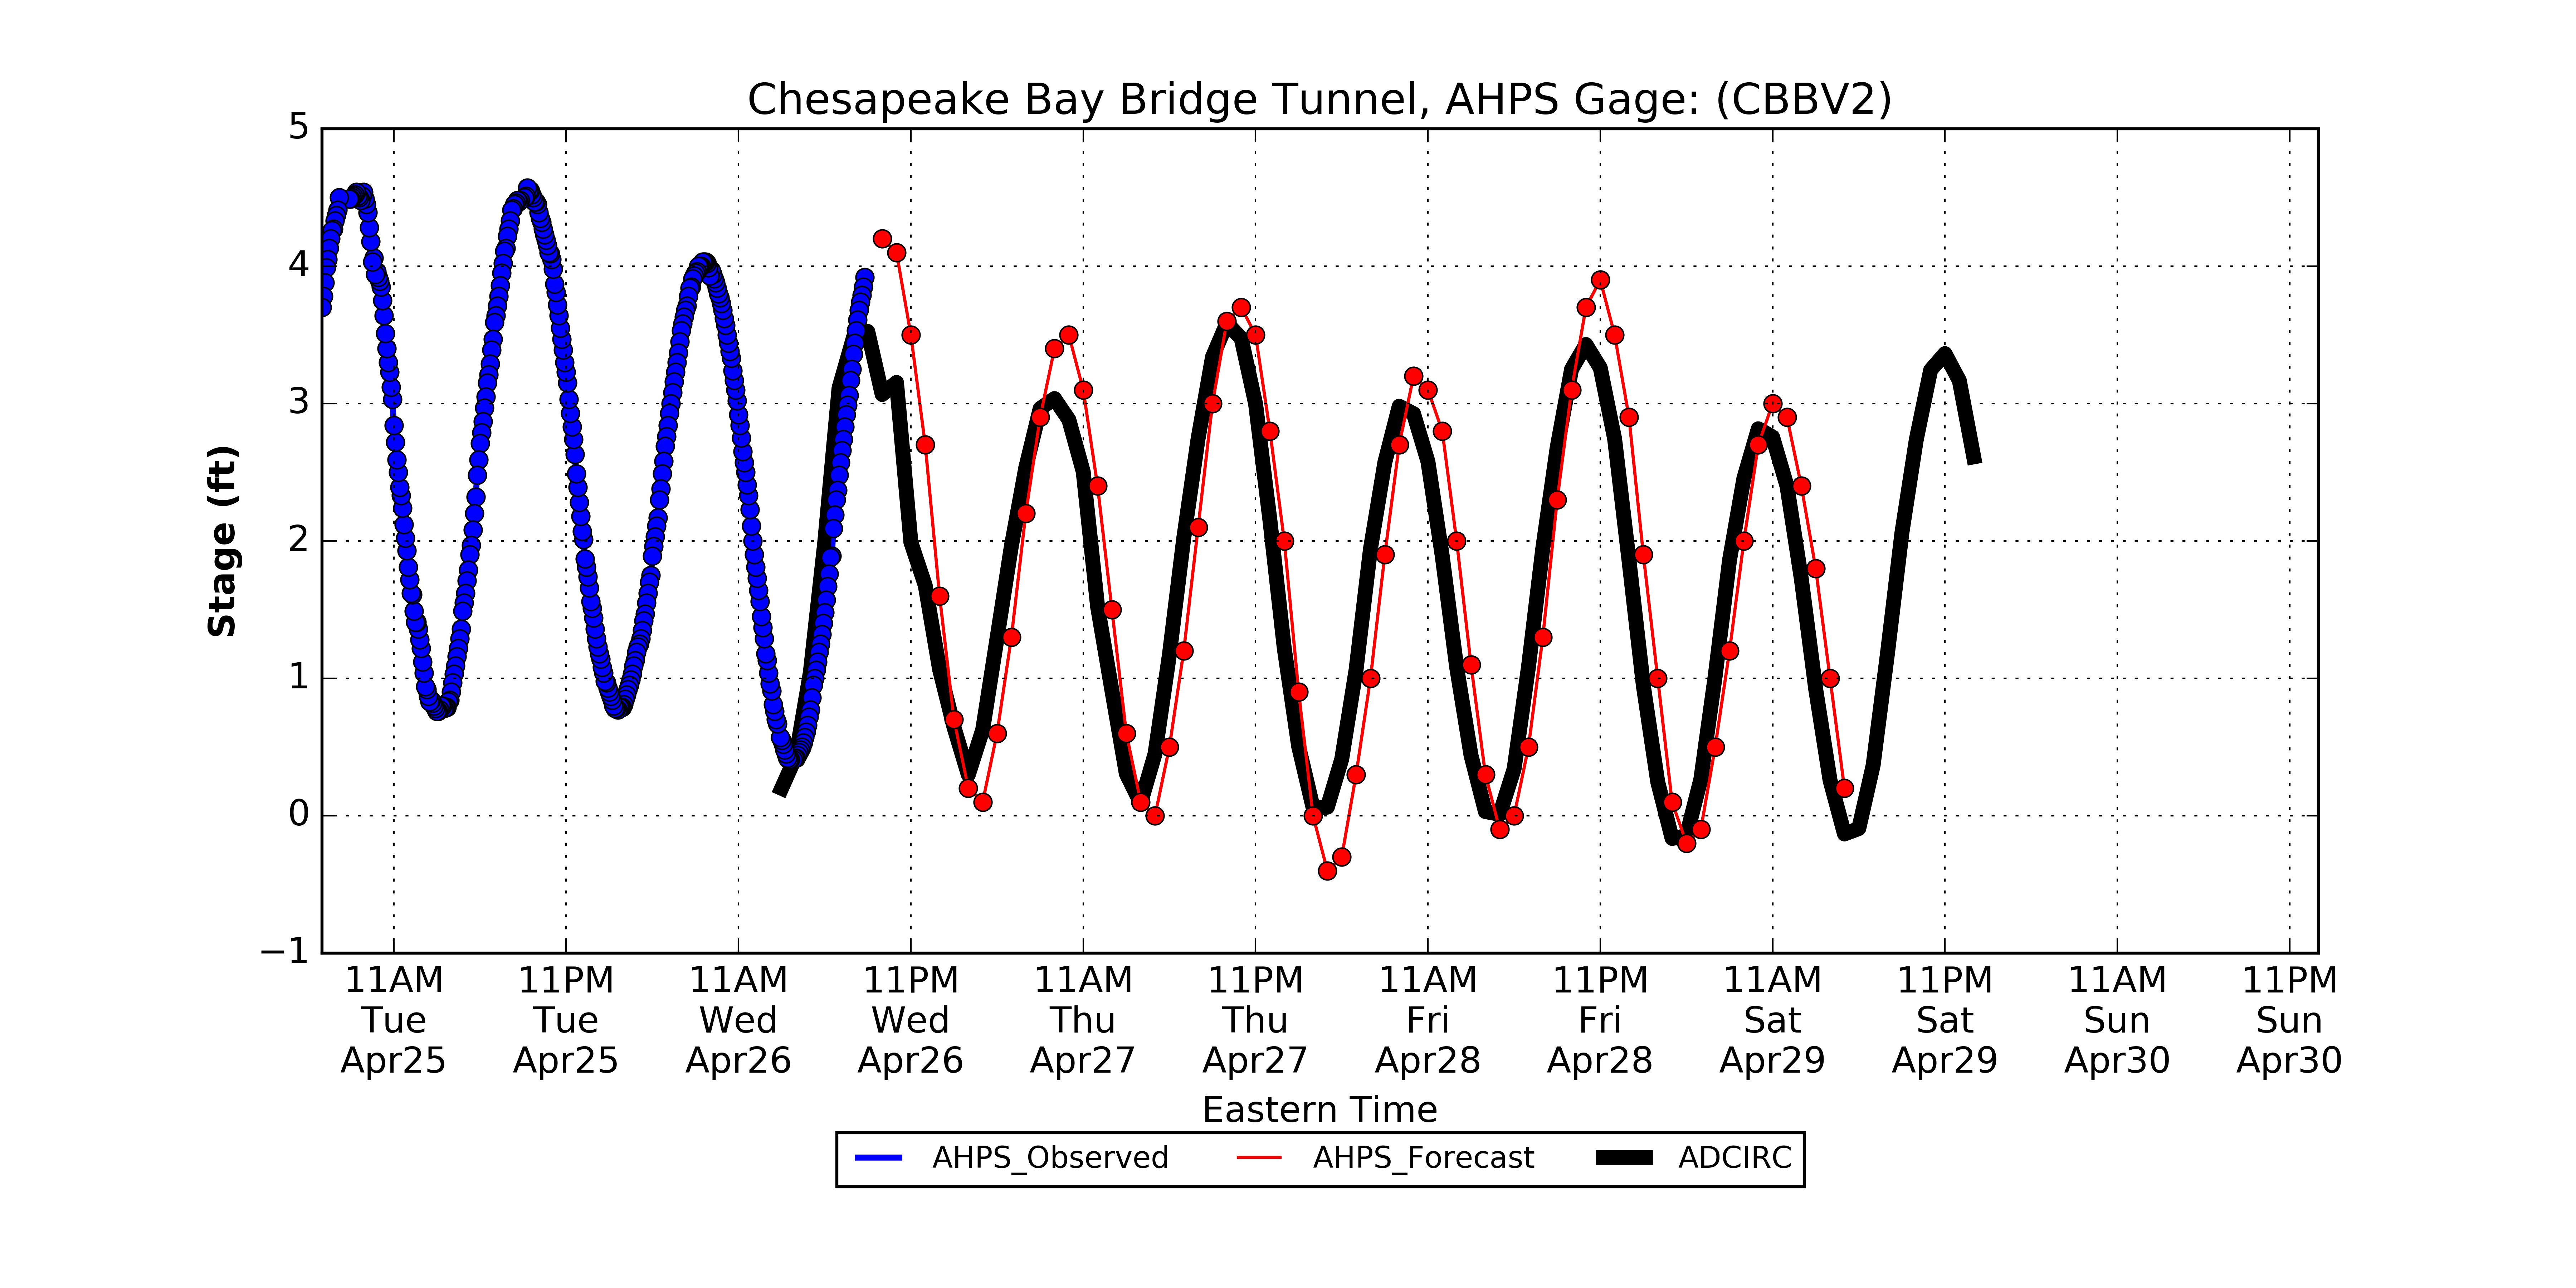 Chesapeake Bay Bridge Tunnel, AHPS Gage: (CBBV2)
5
4
3
2
1
0
−1
Stage (ft)
11AM 11PM 11AM 11PM 11AM 11PM 11AM 11PM 11AM 11PM 11AM 11PM
Tue Tue Wed Wed Thu Thu Fri Fri Sat Sat Sun Sun
Apr25 Apr25 Apr26 Apr26 Apr27 Apr27 Apr28 Apr28 Apr29 Apr29 Apr30 Apr30
Eastern Time
AHPS_Observed AHPS_Forecast ADCIRC